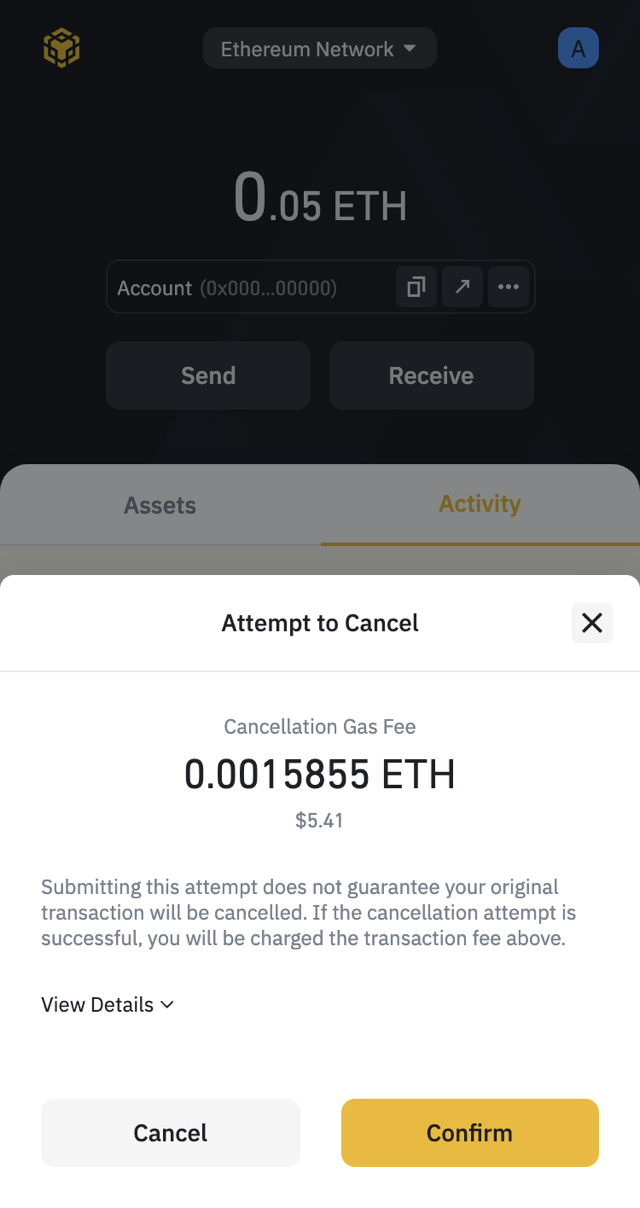 Ethereum Network
A
0.05 ETH
Account (0x000...00000)
Send
Receive
Assets
Activity
Attempt to Cancel
Cancellation Gas Fee
0.0015855 ETH
$5.41
Submitting this attempt does not guarantee your original
transaction will be cancelled. If the cancellation attempt is
successful, you will be charged the transaction fee above.
View Details
Cancel
Confirm